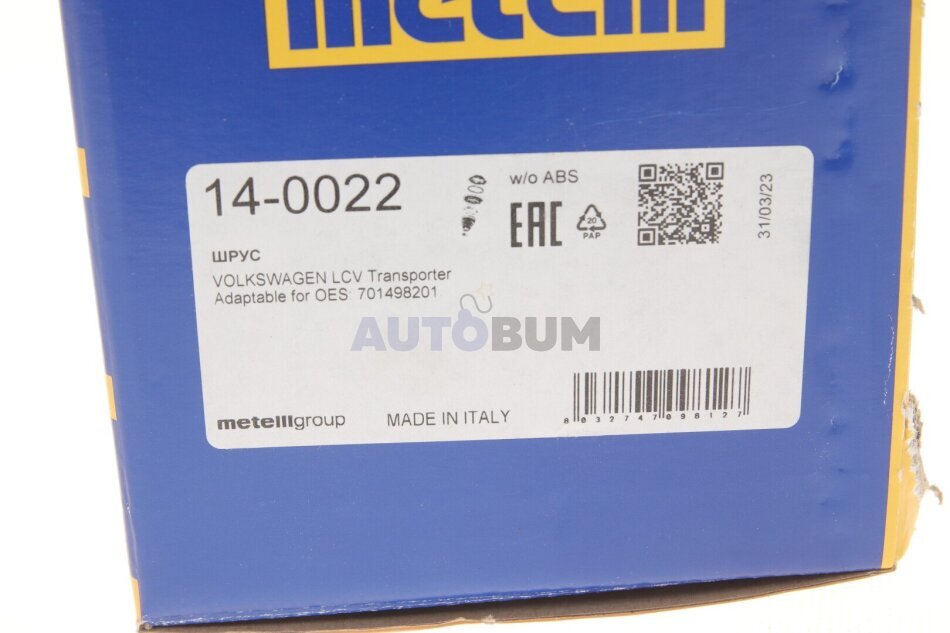 metelli
14-0022
w/o ABS
EAC
20
PAP
31/03/23
ШРУС
VOLKSWAGEN LCV Transporter
Adaptable for OES: 701498201
AUTOBUM
metelligroup
MADE IN ITALY
8 032747 098127